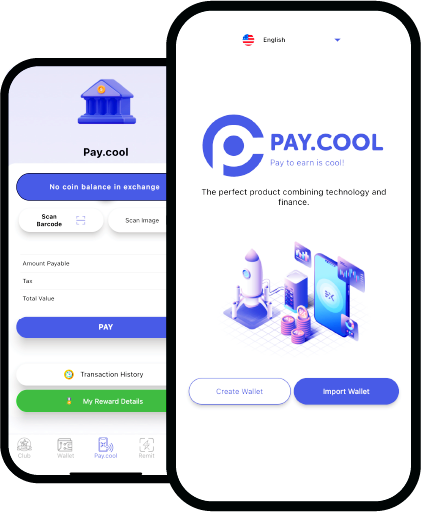 Pay.cool
No coin balance in exchange
Scan
Barcode
Scan Image
Amount Payable
Tax
Total Value
PAY
Transaction History
My Reward Details
Club
Wallet
Pay.cool
Remit
English
PAY.COOL
Pay to earn is cool!
The perfect product combining technology and
finance.
Create Wallet
Import Wallet